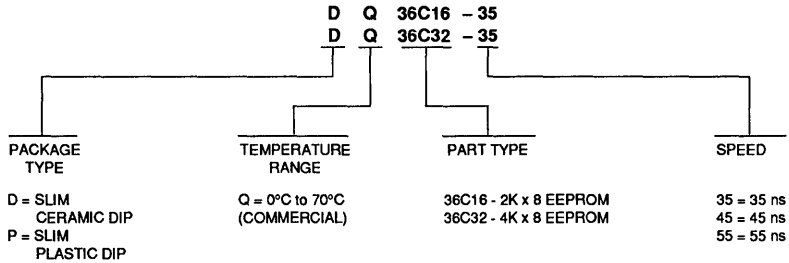 D Q 36C16 – 35
D Q 36C32 – 35
PACKAGE
TYPE
D = SLIM
CERAMIC DIP
P = SLIM
PLASTIC DIP
TEMPERATURE
RANGE
Q = 0°C to 70°C
(COMMERCIAL)
PART TYPE
36C16 - 2K x 8 EEPROM
36C32 - 4K x 8 EEPROM
SPEED
35 = 35 ns
45 = 45 ns
55 = 55 ns